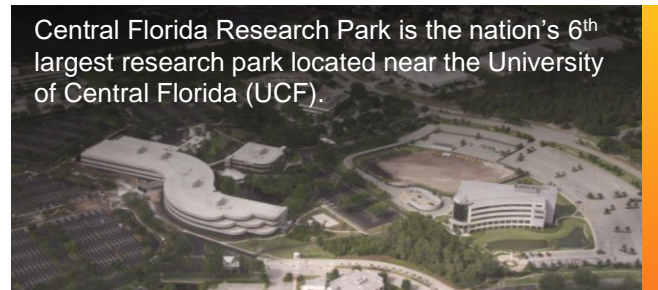 Central Florida Research Park is the nation’s 6th
largest research park located near the University
of Central Florida (UCF).